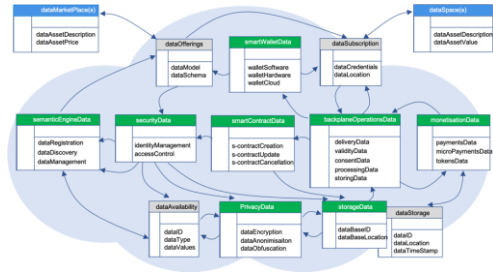 dataMarketPlace(s)
dataAssetDescription
dataAssetPrice
dataOfferings
dataModel
dataSchema
smartWalletData
walletSoftware
walletHardware
walletCloud
dataSubscription
dataCredentials
dataLocation
dataSpace(s)
dataAssetDescription
dataAssetValue
semanticEngineData
dataRegistration
dataDiscovery
dataManagement
securityData
identityManagement
accessControl
smartContractData
s-contractCreation
s-contractUpdate
s-contractCancellation
backplaneOperationsData
deliveryData
validityData
consentData
processingData
storingData
monetisationData
paymentsData
microPaymentsData
tokensData
dataAvailability
dataID
dataType
dataValues
PrivacyData
dataEncryption
dataAnonimisaton
dataObfuscation
storageData
dataBaseID
dataBaseLocation
dataStorage
dataID
dataLocation
dataTimeStamp